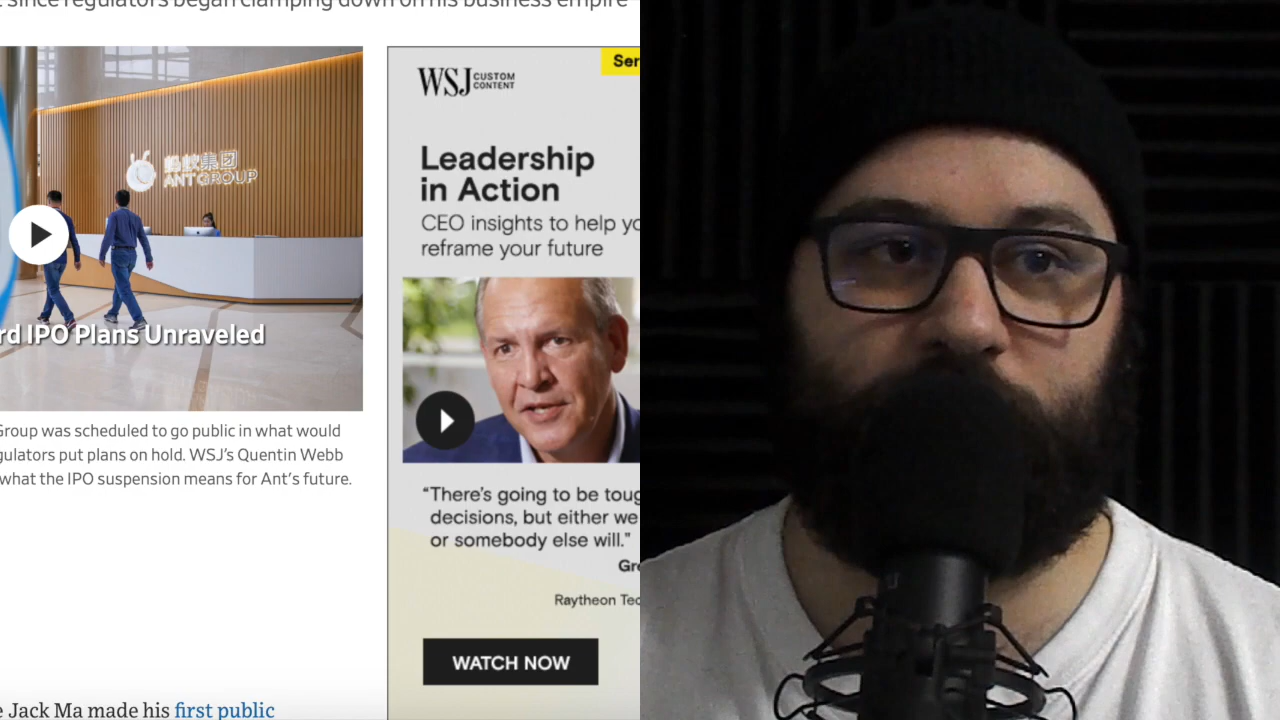 since regulators began clamping down on his business empire
蚂蚁集团
ANT GROUP
rd IPO Plans Unraveled
Group was scheduled to go public in what would
gulators put plans on hold. WSJ's Quentin Webb
what the IPO suspension means for Ant's future.
Jack Ma made his first public
Ser
WSJ CUSTOM
CONTENT
Leadership
in Action
CEO insights to help yo
reframe your future
“There's going to be toug
decisions, but either we
or somebody else will.”
Gre
Raytheon Tec
WATCH NOW